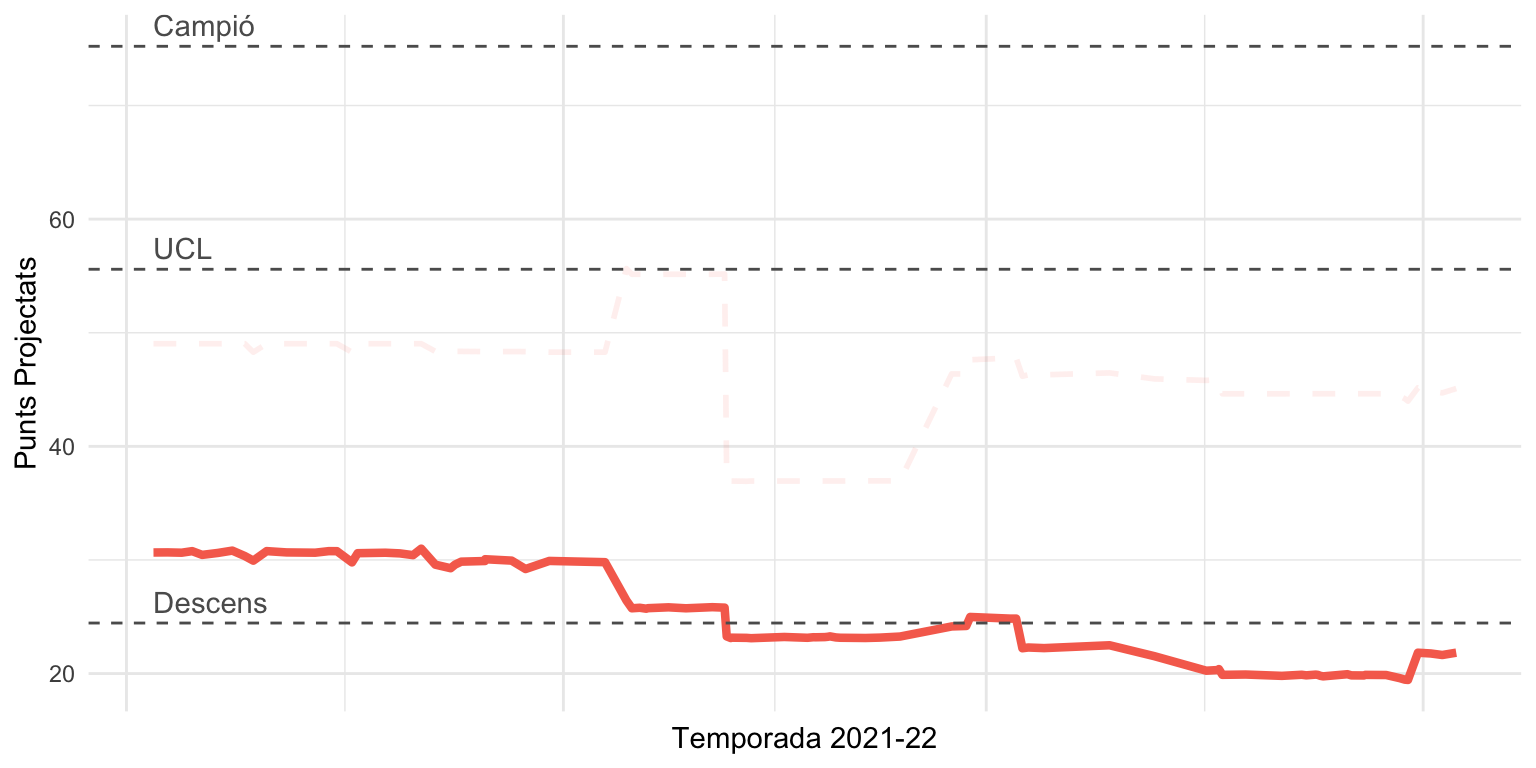 Campió
60
UCL
Punts Projectats
40
Descens
20
Temporada 2021-22